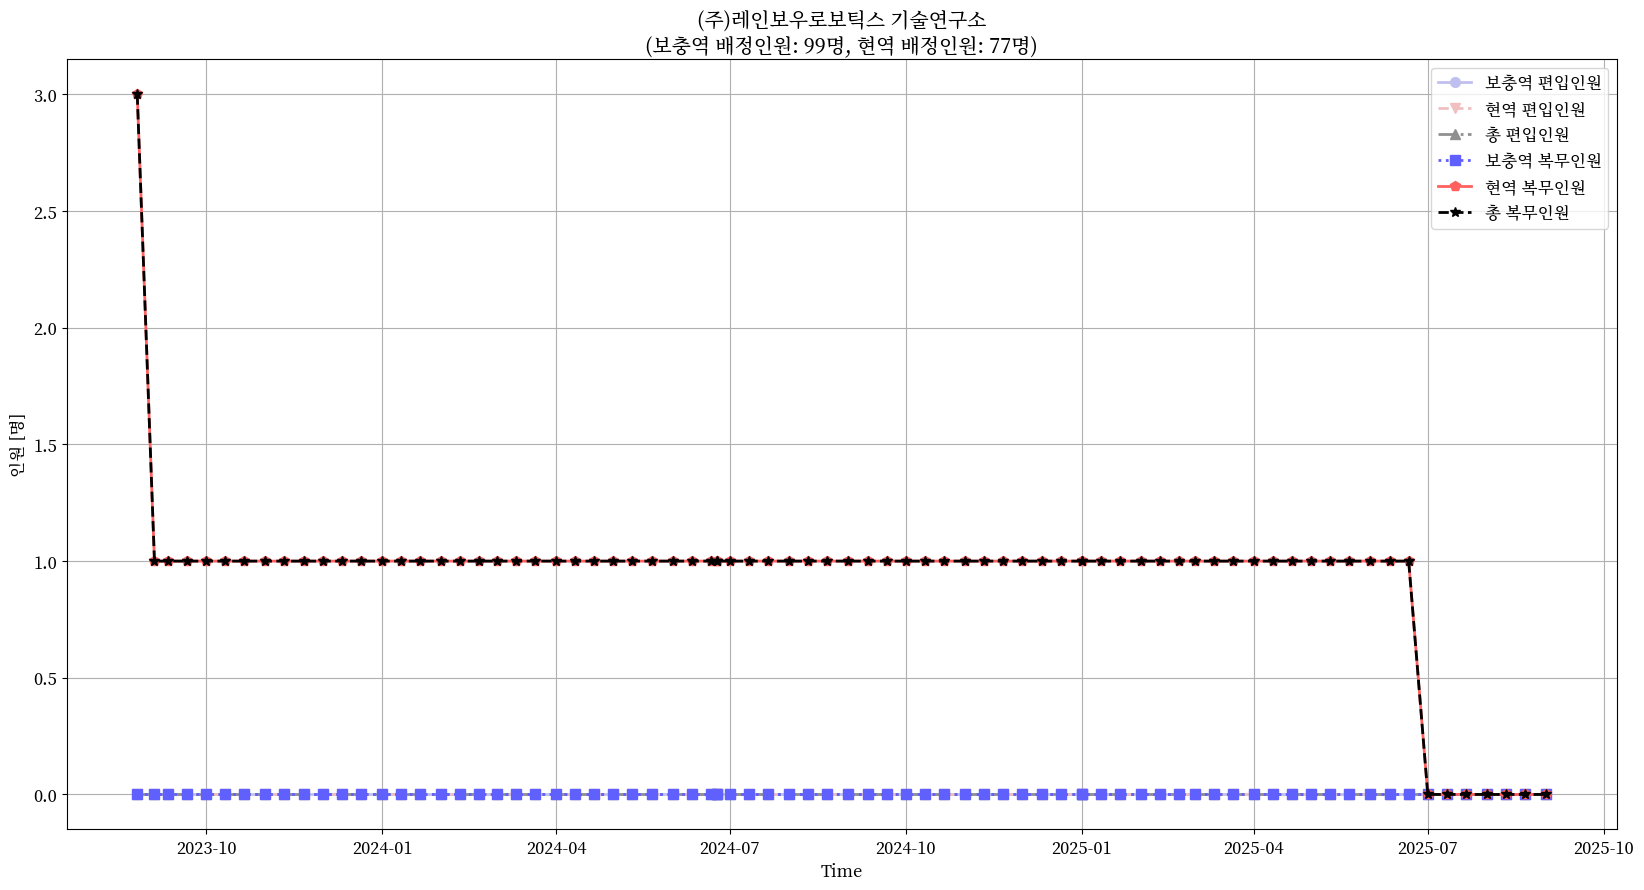 (주)레인보우로보틱스 기술연구소
(보충역 배정인원: 99명, 현역 배정인원: 77명)
보충역 편입인원
현역 편입인원
총 편입인원
보충역 복무인원
현역 복무인원
총 복무인원
인원 [명]
3.0
2.5
2.0
1.5
1.0
0.5
0.0
2023-10
2024-01
2024-04
2024-07
2024-10
2025-01
2025-04
2025-07
2025-10
Time